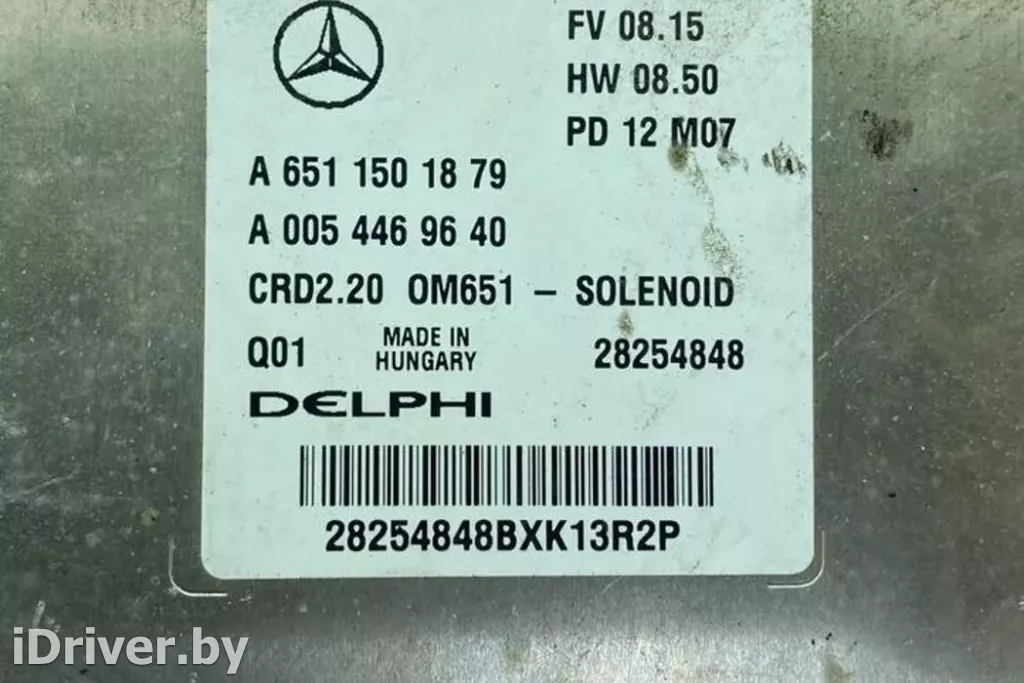 FV 08.15
HW 08.50
PD 12 M07
A 651 150 18 79
A 005 446 96 40
CRD2.20 OM651 – SOLENOID
Q01 MADE IN HUNGARY 28254848
DELPHI
28254848BXK13R2P
iDriver.by